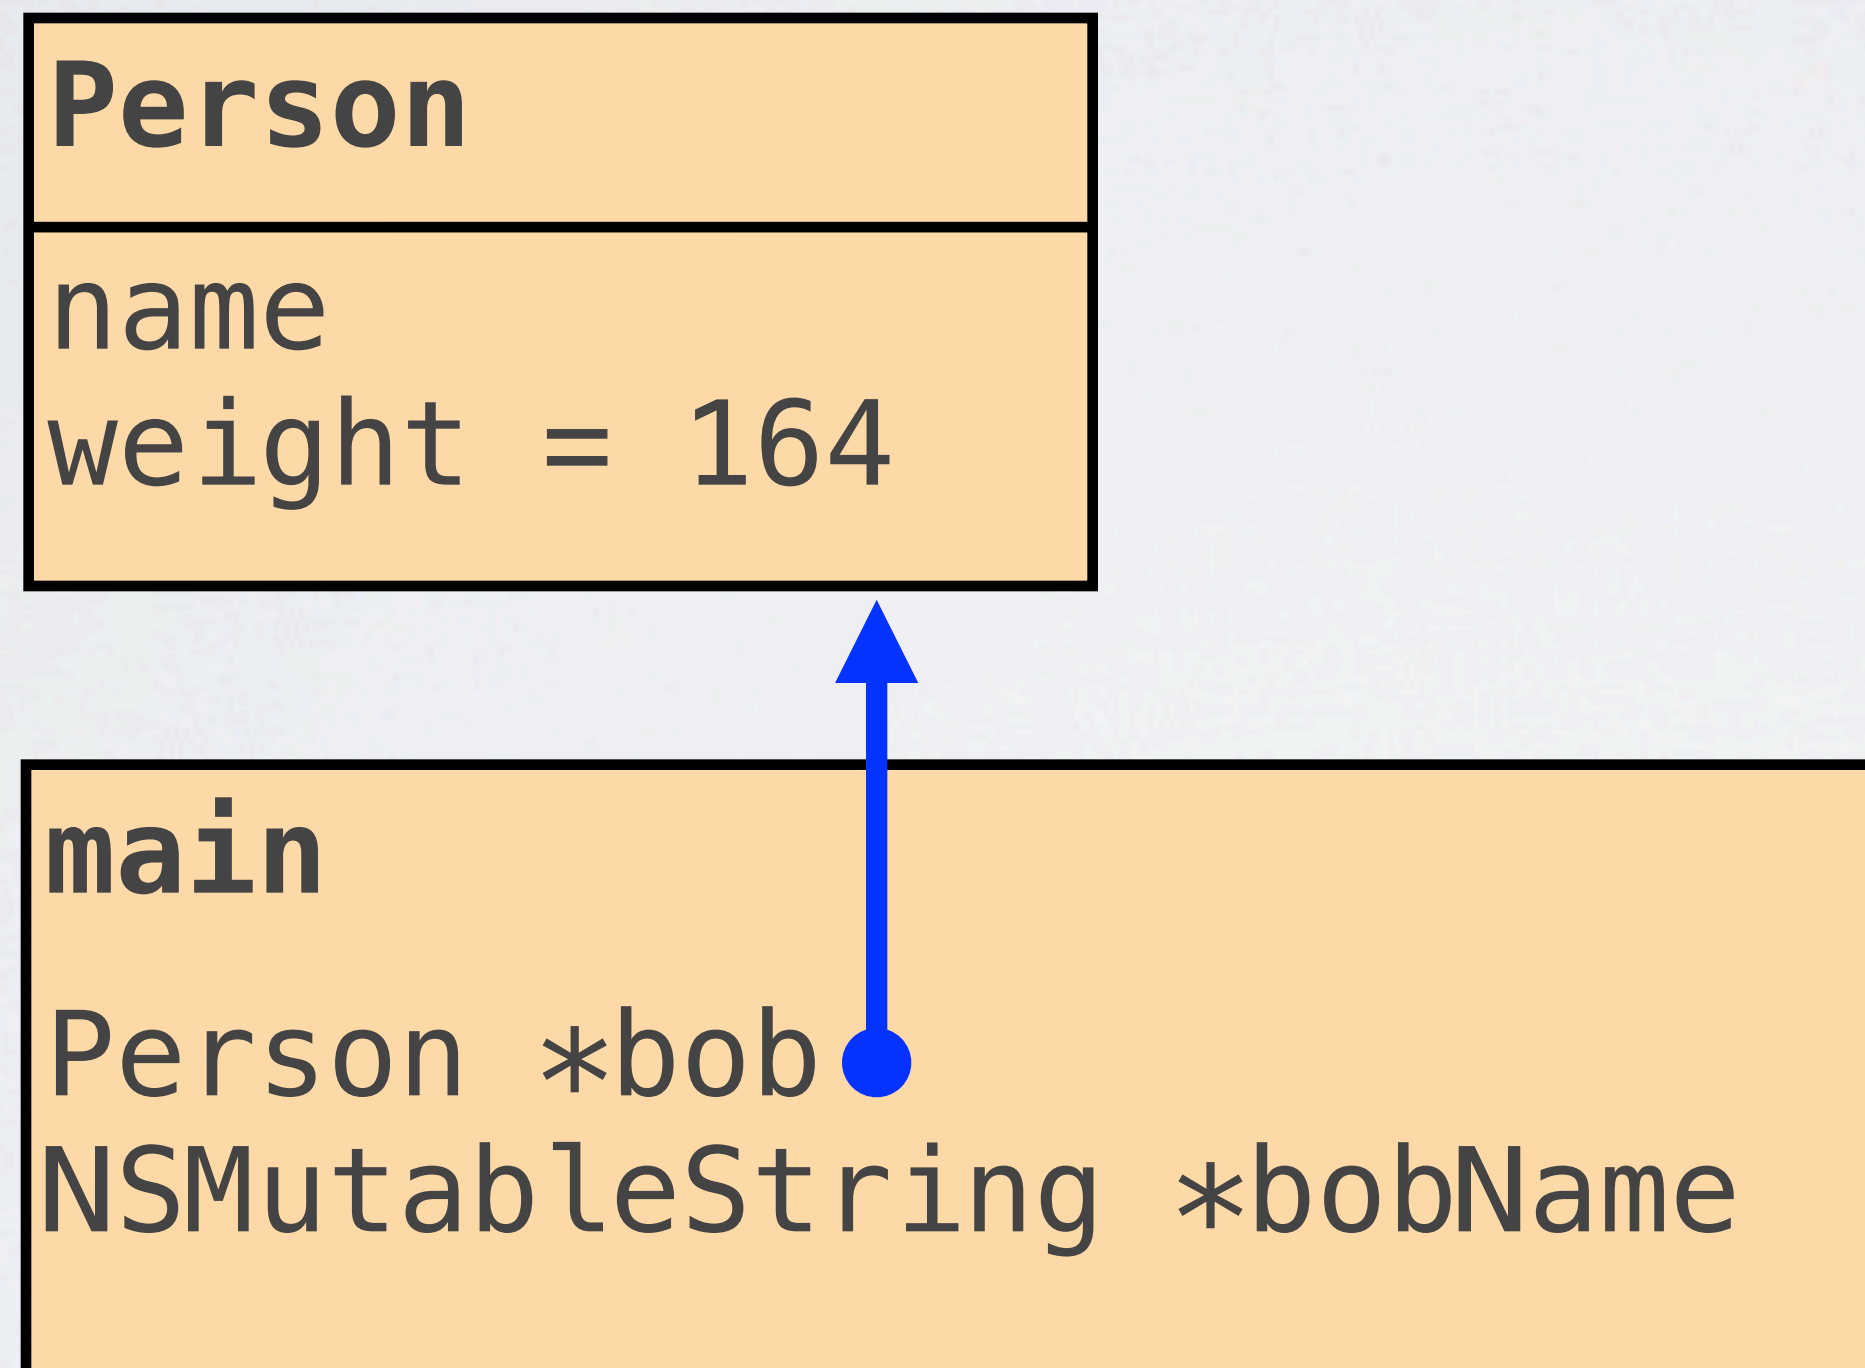 Person
name
weight = 164
main
Person *bob
NSMutableString *bobName